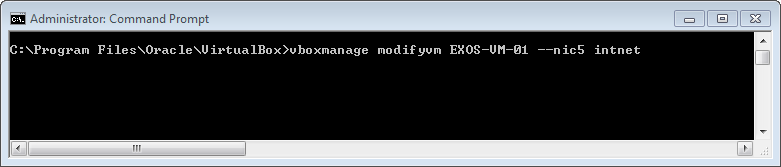 Administrator: Command Prompt
C:\Program Files\Oracle\VirtualBox>vboxmanage modifyvm EXOS-VM-01 --nic5 intnet